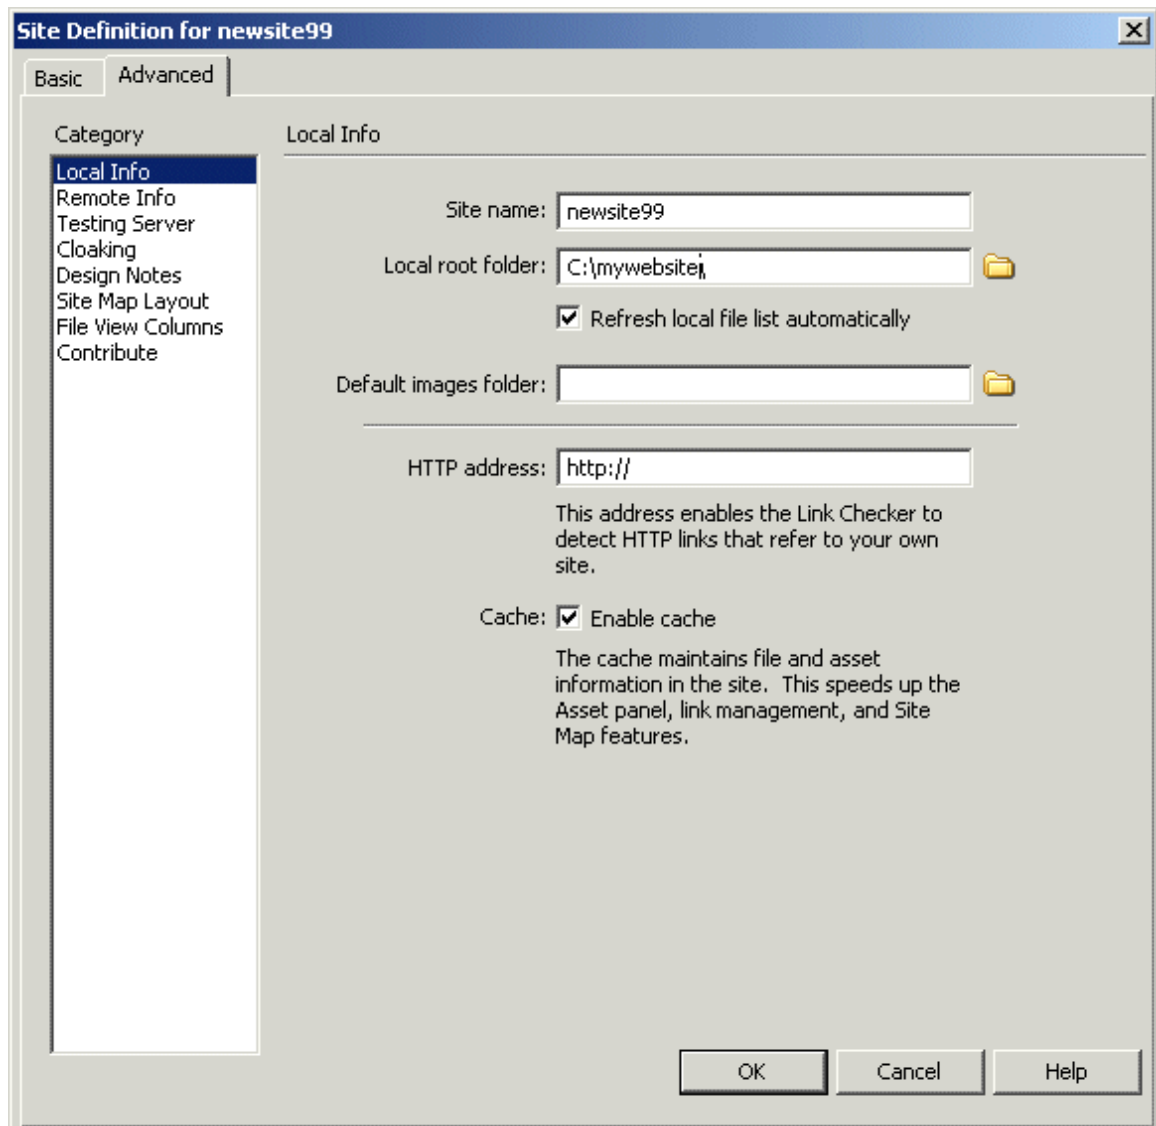 Site Definition for newsite99
Basic
Advanced
Category
Local Info
Remote Info
Testing Server
Cloaking
Design Notes
Site Map Layout
File View Columns
Contribute
Local Info
Site name: newsite99
Local root folder: C:\mywebsite\
Refresh local file list automatically
Default images folder:
HTTP address: http://
This address enables the Link Checker to
detect HTTP links that refer to your own
site.
Cache: Enable cache
The cache maintains file and asset
information in the site. This speeds up the
Asset panel, link management, and Site
Map features.
OK Cancel Help